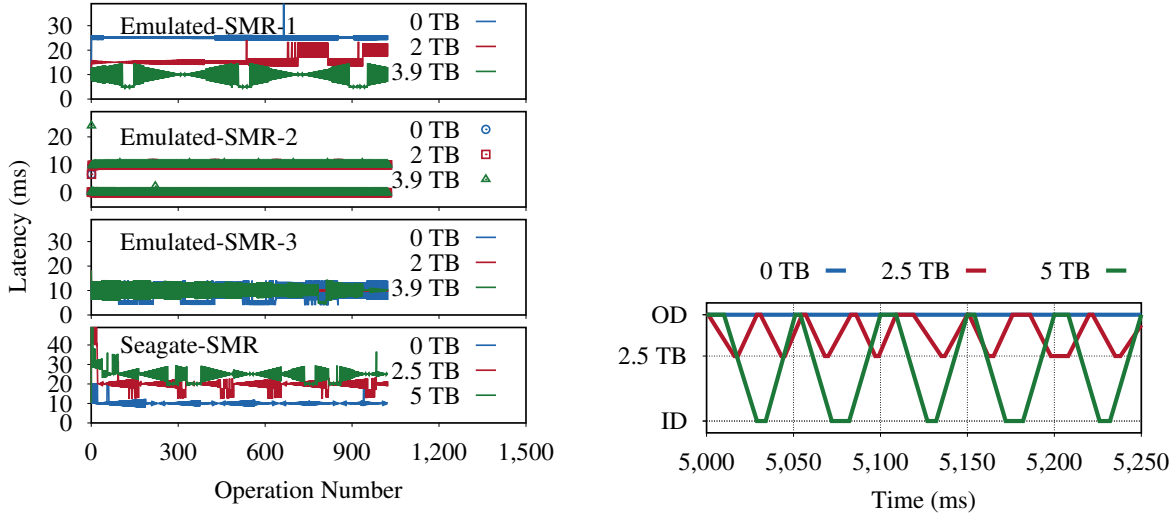 Emulated-SMR-1
0 TB
2 TB
3.9 TB
30
20
10
0
Emulated-SMR-2
0 TB
2 TB
3.9 TB
20
10
0
Emulated-SMR-3
0 TB
2 TB
3.9 TB
30
20
10
0
Seagate-SMR
0 TB
2.5 TB
5 TB
40
30
20
10
0
0
300
600
900
1,200
1,500
Latency (ms)
Operation Number
0 TB
2.5 TB
5 TB
OD
2.5 TB
ID
5,000
5,050
5,100
5,150
5,200
5,250
Time (ms)